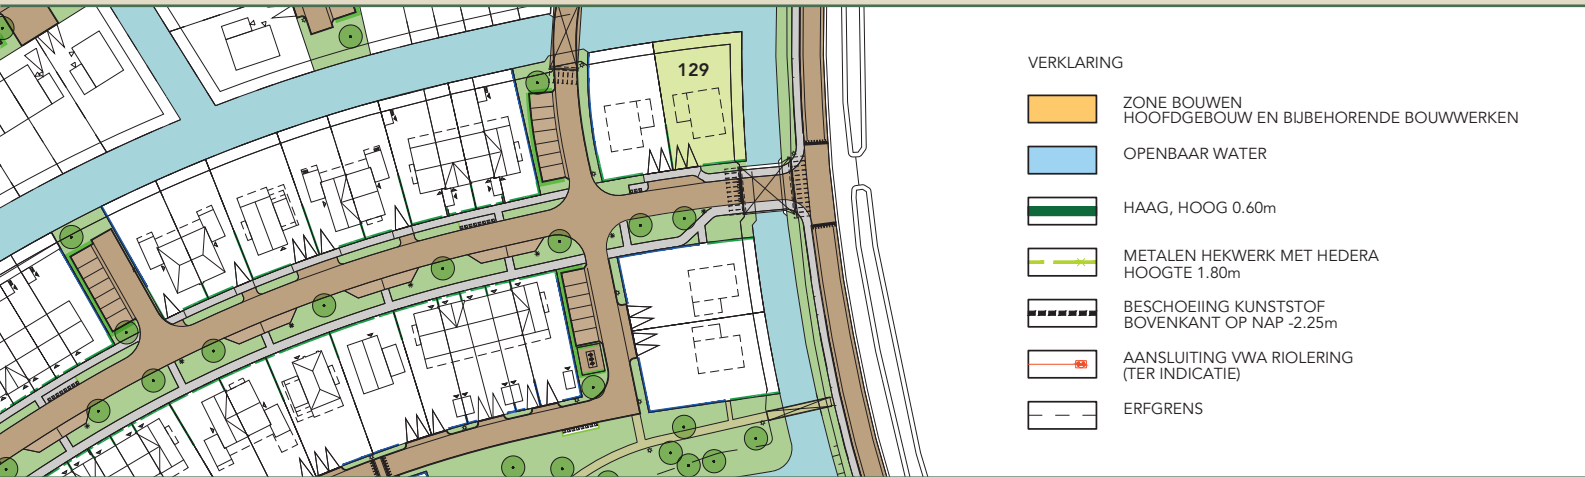 129
VERKLARING
ZONE BOUWEN
HOOFDGEBOUW EN BIJBEHORENDE BOUWWERKEN
OPENBAAR WATER
HAAG, HOOG 0.60m
METALEN HEKWERK MET HEDERA
HOOGTE 1.80m
BESCHOEIING KUNSTSTOF
BOVENKANT OP NAP -2.25m
AANSLUITING VWA RIOLERING
(TER INDICATIE)
ERFGRENS